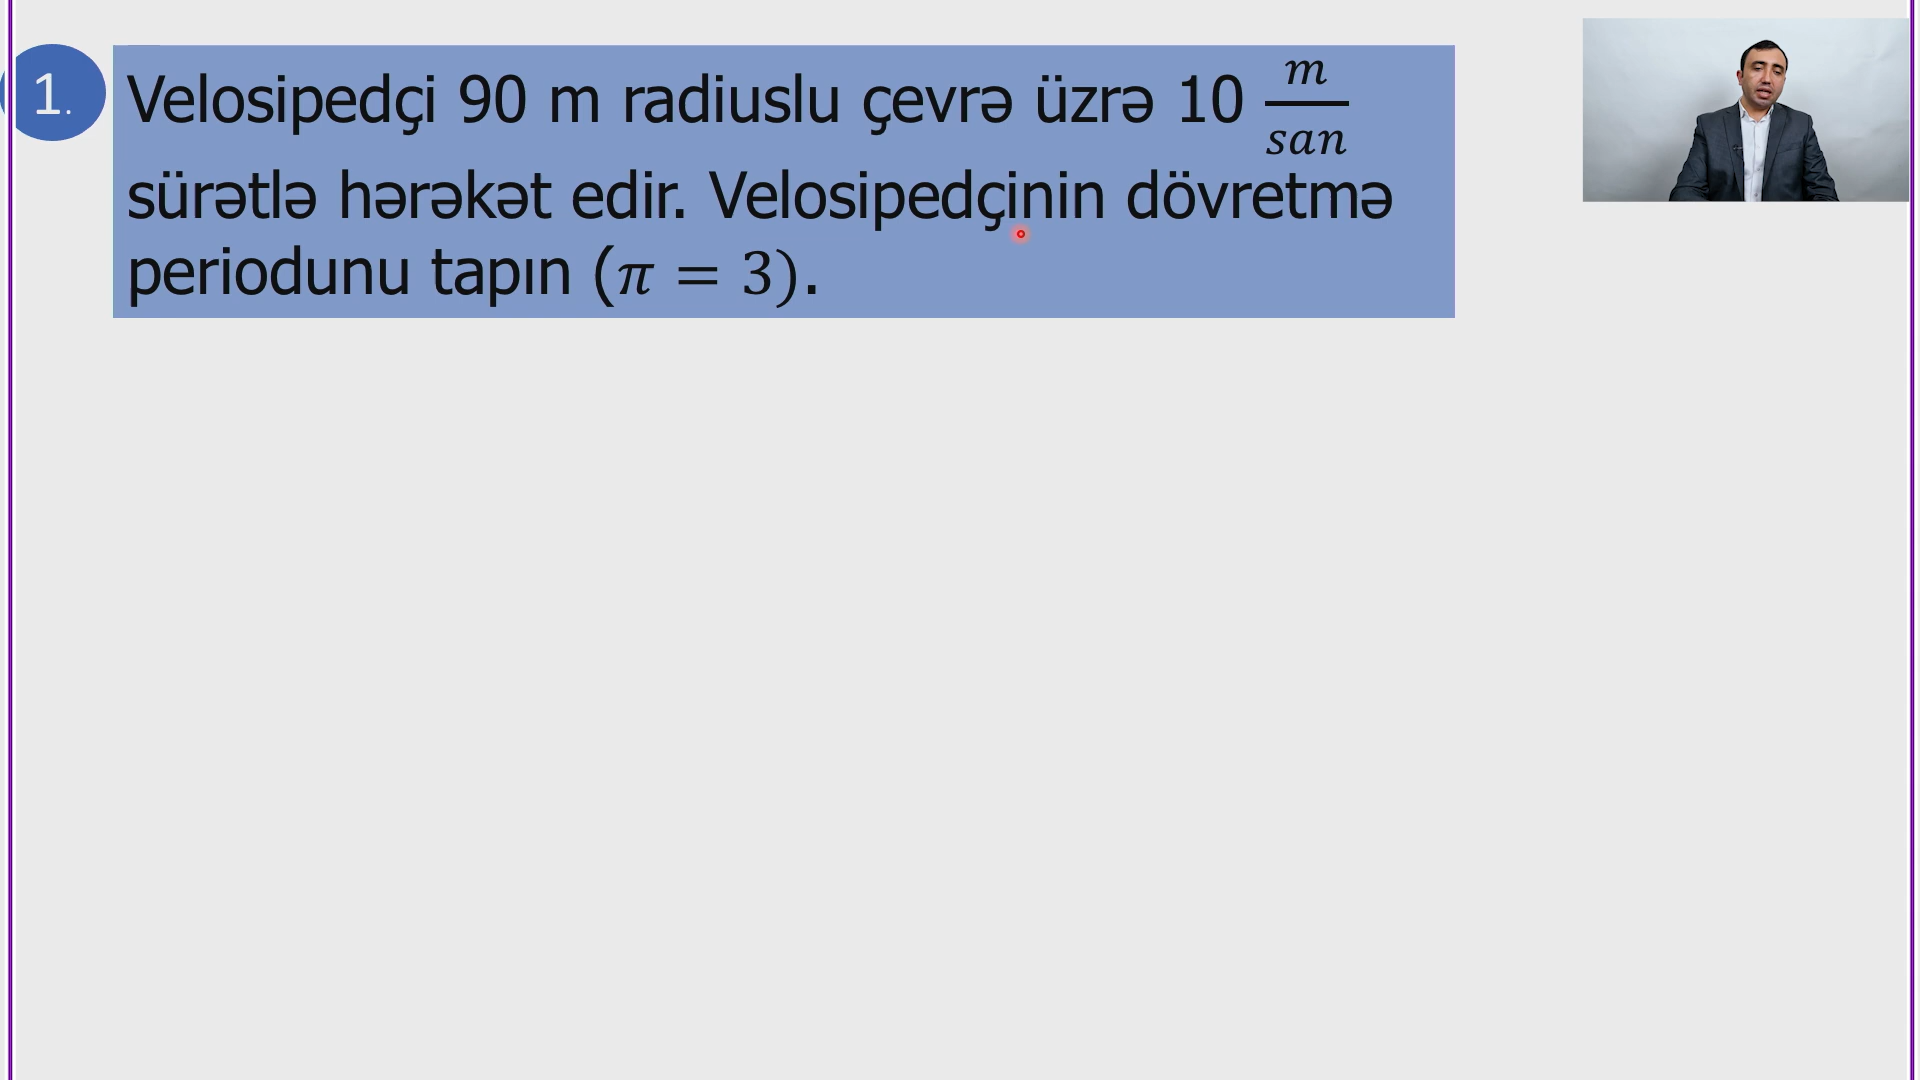 1.
Velosipedçi 90 m radiuslu çevrə üzrə 10 m/san
sürətlə hərəkət edir. Velosipedçinin dövretmə
periodunu tapın (π = 3).